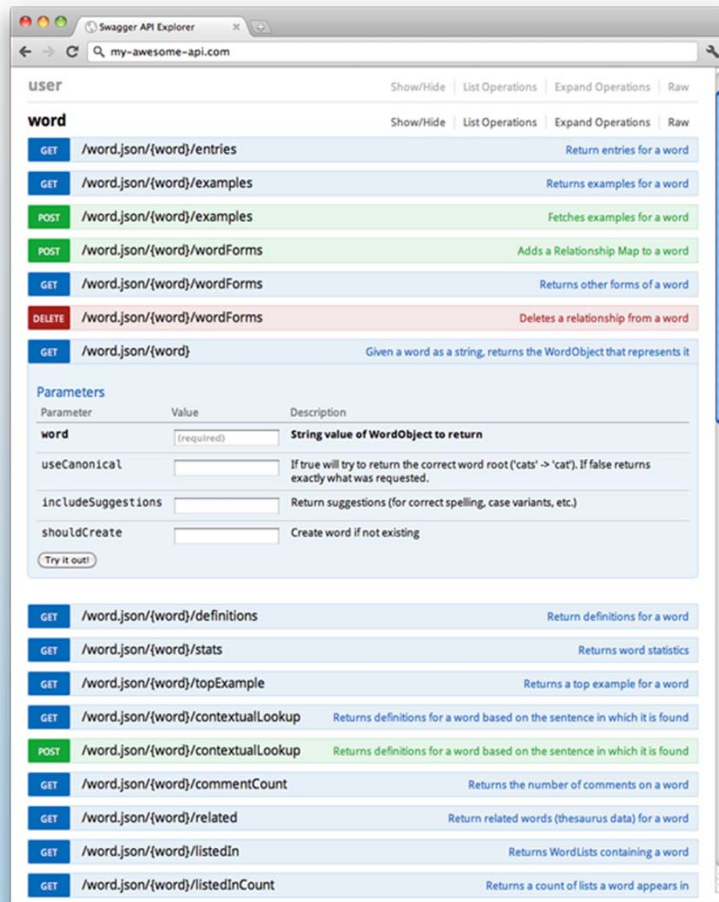 Swagger API Explorer
my-awesome-api.com
user Show/Hide List Operations Expand Operations Raw
word Show/Hide List Operations Expand Operations Raw
GET /word.json/{word}/entries Return entries for a word
GET /word.json/{word}/examples Returns examples for a word
POST /word.json/{word}/examples Fetches examples for a word
POST /word.json/{word}/wordForms Adds a Relationship Map to a word
GET /word.json/{word}/wordForms Returns other forms of a word
DELETE /word.json/{word}/wordForms Deletes a relationship from a word
GET /word.json/{word} Given a word as a string, returns the WordObject that represents it
Parameters
Parameter Value Description
word (required) String value of WordObject to return
useCanonical If true will try to return the correct word root ('cats' -> 'cat'). If false returns
exactly what was requested.
includeSuggestions Return suggestions (for correct spelling, case variants, etc.)
shouldCreate Create word if not existing
Try it out!
GET /word.json/{word}/definitions Return definitions for a word
GET /word.json/{word}/stats Returns word statistics
GET /word.json/{word}/topExample Returns a top example for a word
GET /word.json/{word}/contextualLookup Returns definitions for a word based on the sentence in which it is found
POST /word.json/{word}/contextualLookup Returns definitions for a word based on the sentence in which it is found
GET /word.json/{word}/commentCount Returns the number of comments on a word
GET /word.json/{word}/related Return related words (thesaurus data) for a word
GET /word.json/{word}/listedIn Returns WordLists containing a word
GET /word.json/{word}/listedInCount Returns a count of lists a word appears in